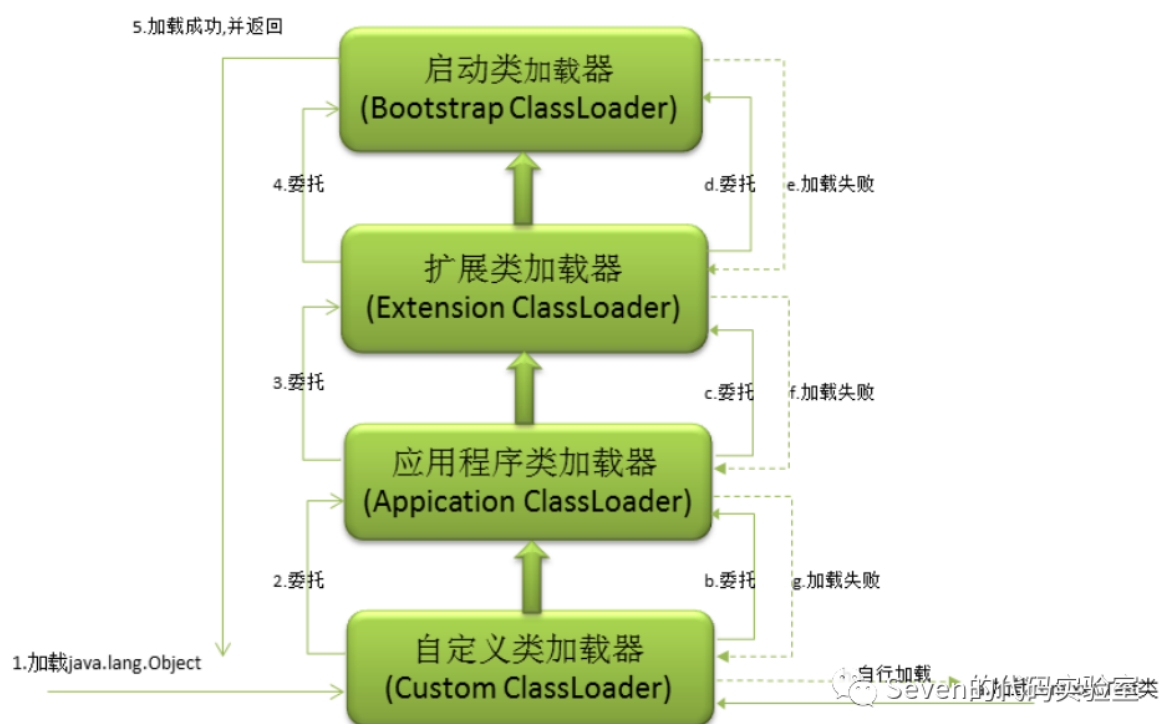 5.加载成功,并返回
启动类加载器
(Bootstrap ClassLoader)
4.委托
d.委托
e.加载失败
扩展类加载器
(Extension ClassLoader)
3.委托
c.委托
f.加载失败
应用程序类加载器
(Appication ClassLoader)
2.委托
b.委托
g.加载失败
自定义类加载器
(Custom ClassLoader)
1.加载java.lang.Object
自行加载
Seven的代码实验室
类